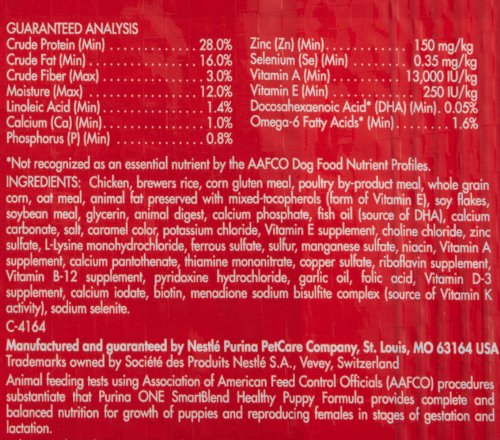 GUARANTEED ANALYSIS
Crude Protein (Min) . . . . . . . . . . . 28.0%
Crude Fat (Min) . . . . . . . . . . . . . . 16.0%
Crude Fiber (Max) . . . . . . . . . . . . . 3.0%
Moisture (Max) . . . . . . . . . . . . . . 12.0%
Linoleic Acid (Min) . . . . . . . . . . . . 1.4%
Calcium (Ca) (Min) . . . . . . . . . . . . 1.0%
Phosphorus (P) (Min) . . . . . . . . . . . 0.8%
Zinc (Zn) (Min) . . . . . . . . . . . . . 150 mg/kg
Selenium (Se) (Min) . . . . . . . . . 0.35 mg/kg
Vitamin A (Min) . . . . . . . . . . 13,000 IU/kg
Vitamin E (Min) . . . . . . . . . . . . . 250 IU/kg
Docosahexaenoic Acid* (DHA) (Min) . 0.05%
Omega-6 Fatty Acids* (Min) . . . . . . . . . 1.6%
*Not recognized as an essential nutrient by the AAFCO Dog Food Nutrient Profiles.
INGREDIENTS: Chicken, brewers rice, corn gluten meal, poultry by-product meal, whole grain
corn, oat meal, animal fat preserved with mixed-tocopherols (form of Vitamin E), soy flakes,
soybean meal, glycerin, animal digest, calcium phosphate, fish oil (source of DHA), calcium
carbonate, salt, caramel color, potassium chloride, Vitamin E supplement, choline chloride, zinc
sulfate, L-Lysine monohydrochloride, ferrous sulfate, sulfur, manganese sulfate, niacin, Vitamin A
supplement, calcium pantothenate, thiamine mononitrate, copper sulfate, riboflavin supplement,
Vitamin B-12 supplement, pyridoxine hydrochloride, garlic oil, folic acid, Vitamin D-3
supplement, calcium iodate, biotin, menadione sodium bisulfite complex (source of Vitamin K
activity), sodium selenite.
C-4164
Manufactured and guaranteed by Nestlé Purina PetCare Company, St. Louis, MO 63164 USA
Trademarks owned by Société des Produits Nestlé S.A., Vevey, Switzerland
Animal feeding tests using Association of American Feed Control Officials (AAFCO) procedures
substantiate that Purina ONE SmartBlend Healthy Puppy Formula provides complete and
balanced nutrition for growth of puppies and reproducing females in stages of gestation and
lactation.